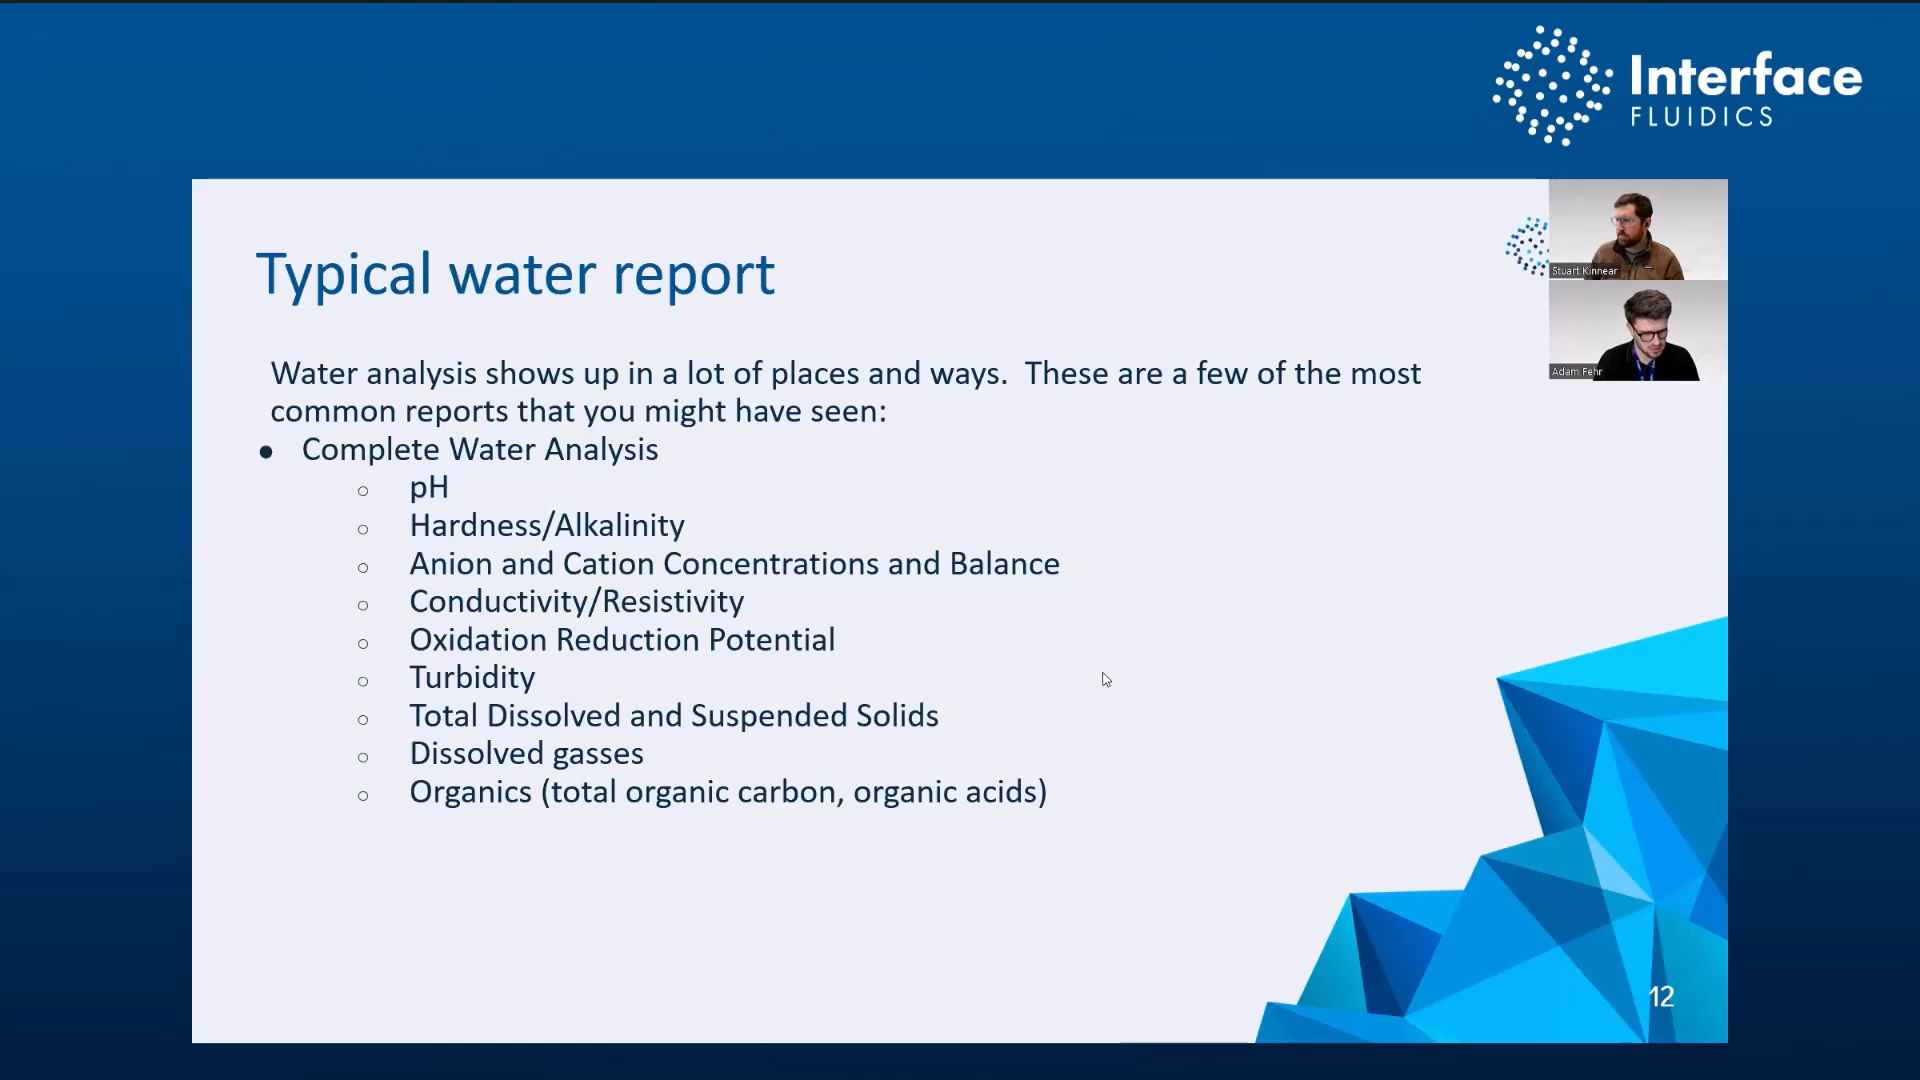 Interface
FLUIDICS
Typical water report
Stuart Kinnear
Adam Fehr
Water analysis shows up in a lot of places and ways.  These are a few of the most
common reports that you might have seen:
● Complete Water Analysis
○ pH
○ Hardness/Alkalinity
○ Anion and Cation Concentrations and Balance
○ Conductivity/Resistivity
○ Oxidation Reduction Potential
○ Turbidity
○ Total Dissolved and Suspended Solids
○ Dissolved gasses
○ Organics (total organic carbon, organic acids)
12